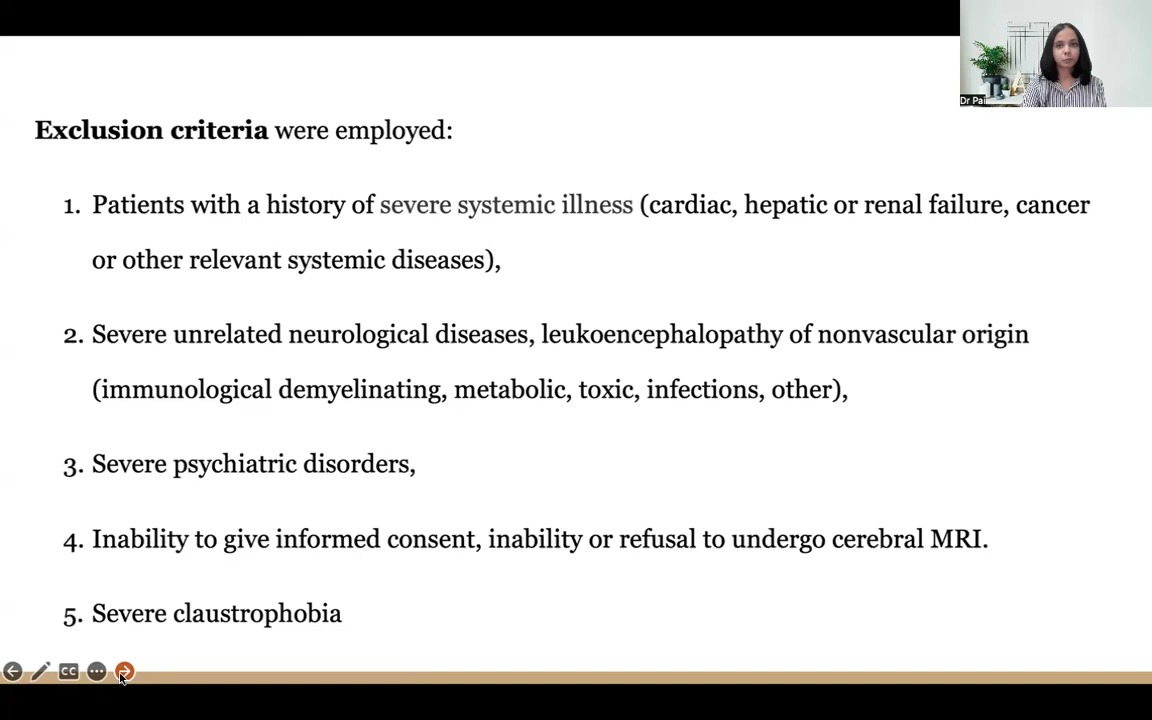 Dr Pai
Exclusion criteria were employed:
1. Patients with a history of severe systemic illness (cardiac, hepatic or renal failure, cancer
or other relevant systemic diseases),
2. Severe unrelated neurological diseases, leukoencephalopathy of nonvascular origin
(immunological demyelinating, metabolic, toxic, infections, other),
3. Severe psychiatric disorders,
4. Inability to give informed consent, inability or refusal to undergo cerebral MRI.
5. Severe claustrophobia
CC